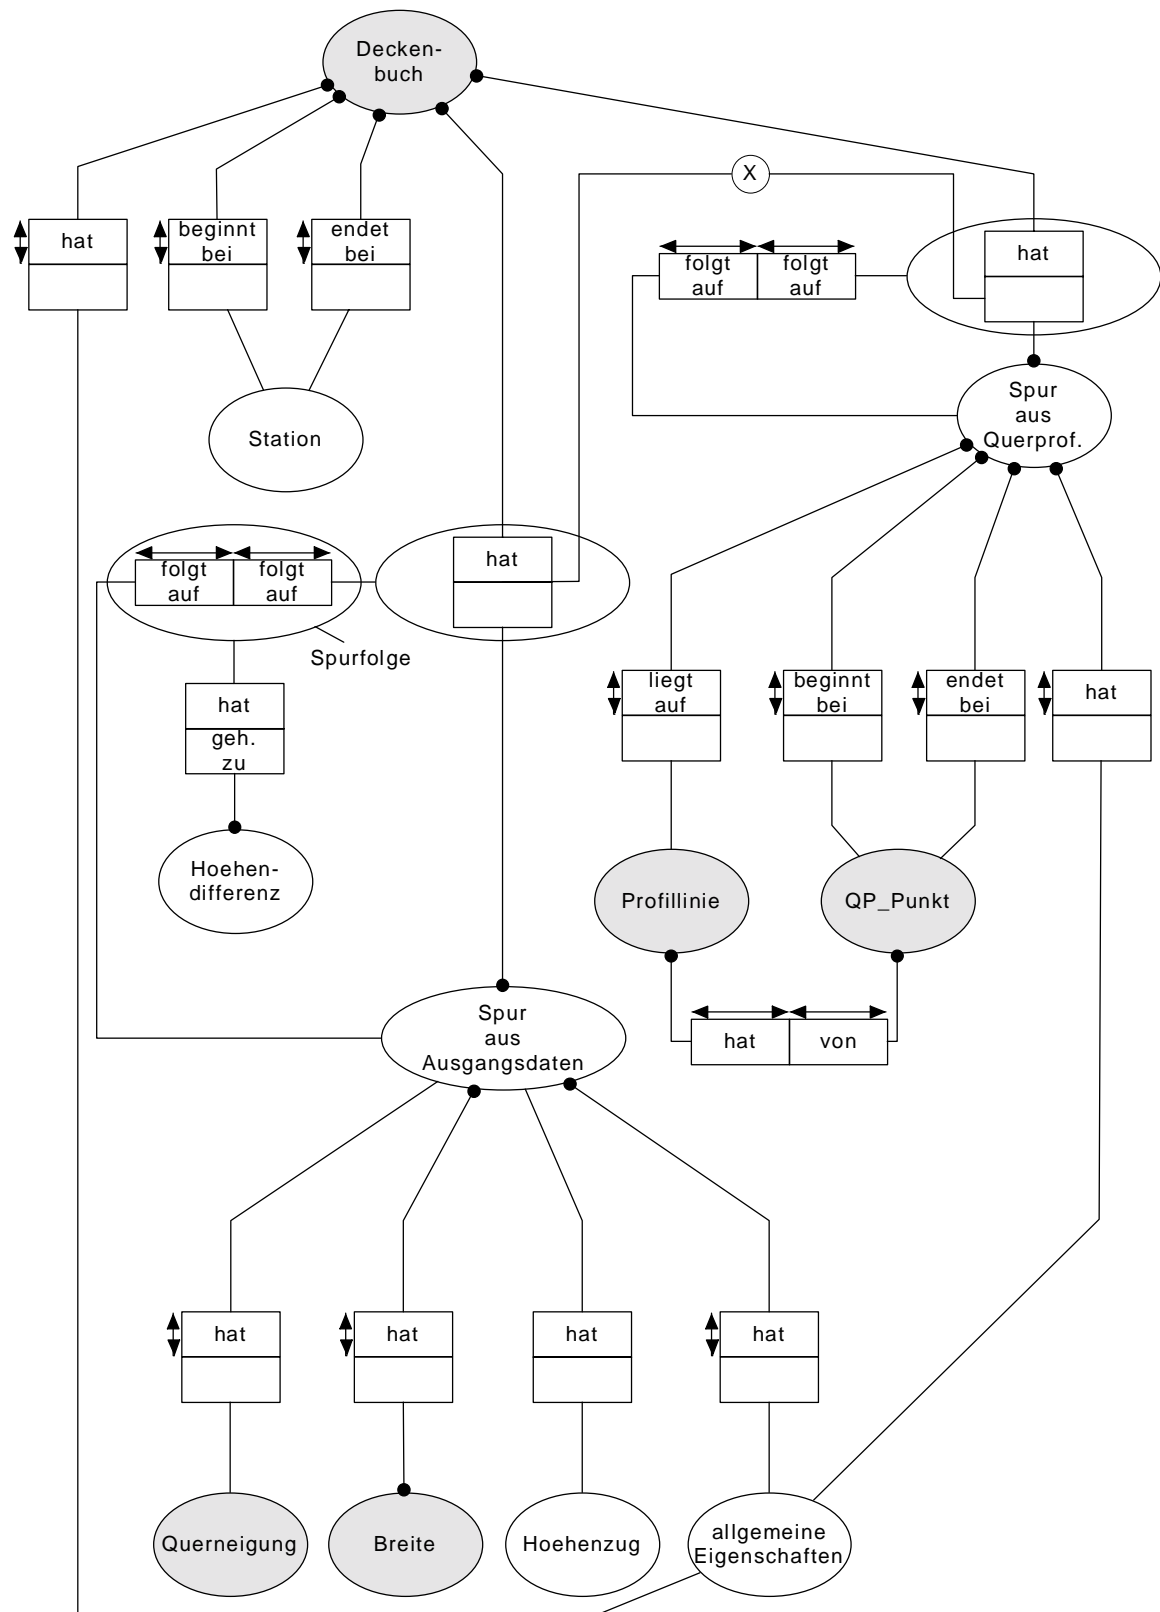 Decken-
buch
X
hat
beginnt
bei
endet
bei
folgt
auf
folgt
auf
hat
Station
Spur
aus
Querprof.
folgt
auf
folgt
auf
hat
Spurfolge
hat
geh.
zu
liegt
auf
beginnt
bei
endet
bei
hat
Hoehen-
differenz
Profillinie
QP_Punkt
Spur
aus
Ausgangsdaten
hat
von
hat
hat
hat
hat
Querneigung
Breite
Hoehenzug
allgemeine
Eigenschaften